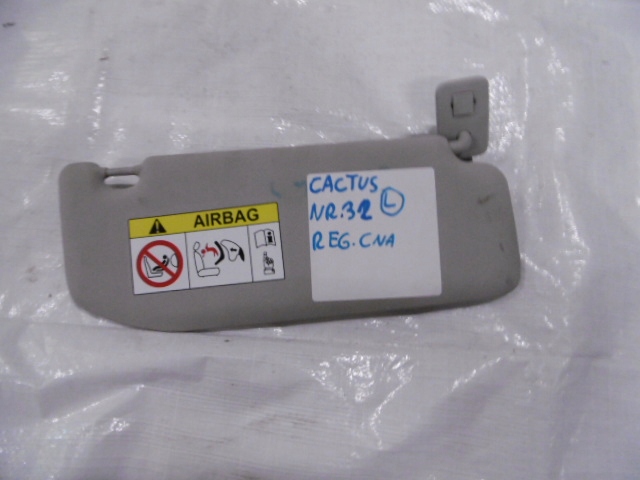 AIRBAG
CACTUS
NR.32 L
REG.CNA